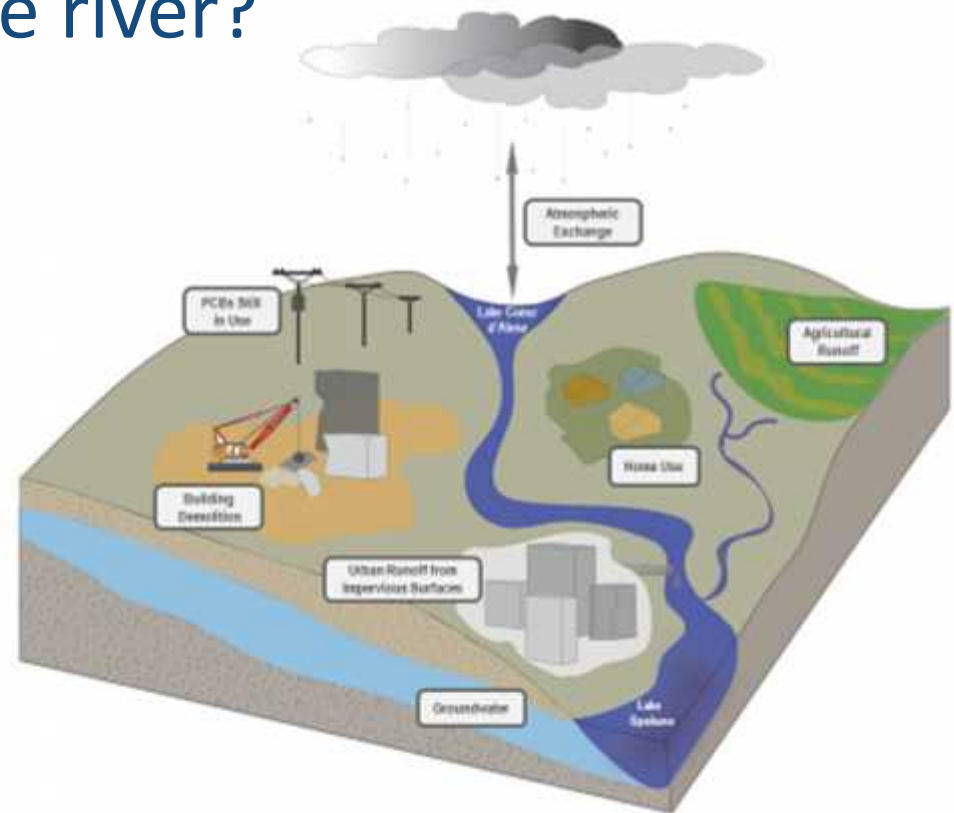 e river?
Atmospheric
Exchange
PCBs Still
in Use
Lake Coeur
d'Alene
Agricultural
Runoff
Home Use
Building
Demolition
Urban Runoff from
Impervious Surfaces
Groundwater
Lake
Spokane